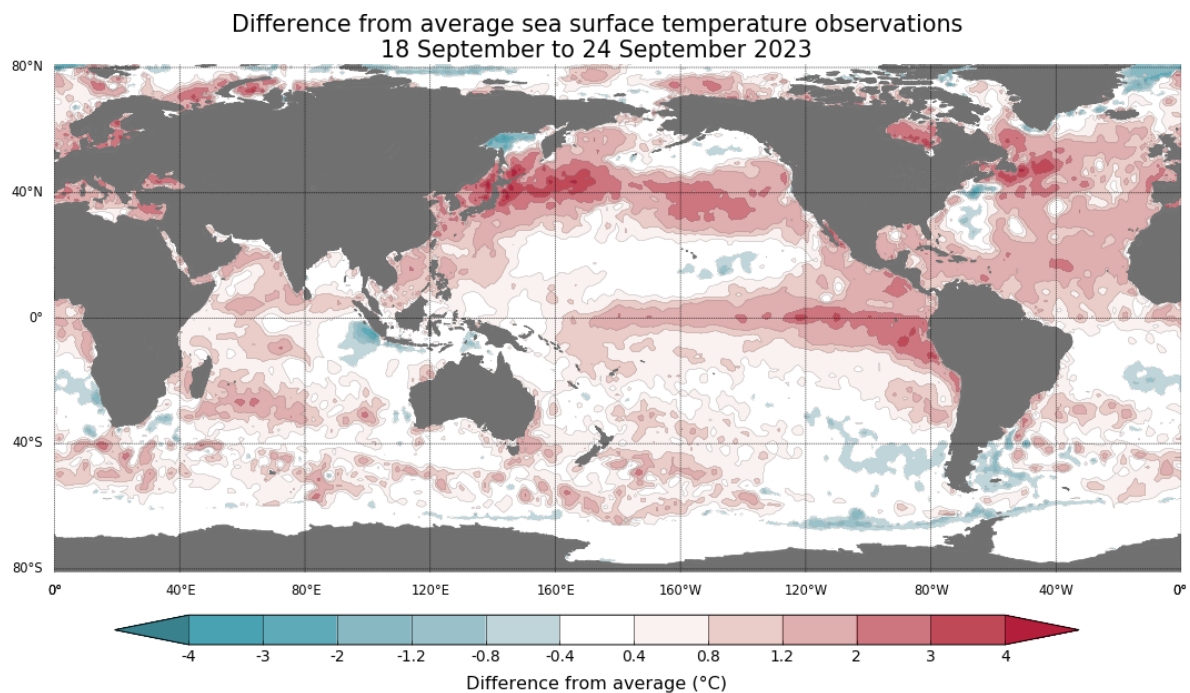 Difference from average sea surface temperature observations
18 September to 24 September 2023
80°N
40°N
0°
40°S
80°S
0° 40°E 80°E 120°E 160°E 160°W 120°W 80°W 40°W 0°
-4 -3 -2 -1.2 -0.8 -0.4 0.4 0.8 1.2 2 3 4
Difference from average (°C)